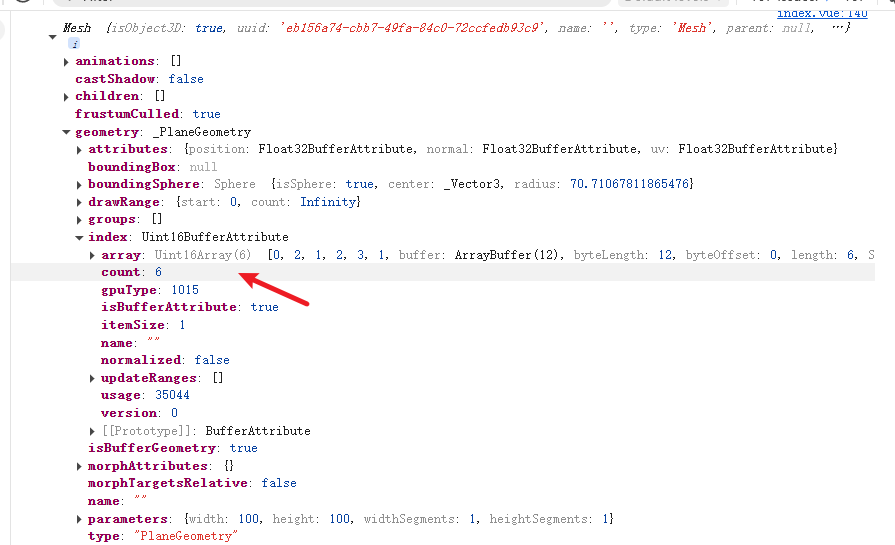 index.vue:140
Mesh {isObject3D: true, uuid: 'eb156a74-cbb7-49fa-84c0-72ccfedb93c9', name: '', type: 'Mesh', parent: null, …}
i
animations: []
castShadow: false
children: []
frustumCulled: true
geometry: _PlaneGeometry
attributes: {position: Float32BufferAttribute, normal: Float32BufferAttribute, uv: Float32BufferAttribute}
boundingBox: null
boundingSphere: Sphere {isSphere: true, center: _Vector3, radius: 70.71067811865476}
drawRange: {start: 0, count: Infinity}
groups: []
index: Uint16BufferAttribute
array: Uint16Array(6) [0, 2, 1, 2, 3, 1, buffer: ArrayBuffer(12), byteLength: 12, byteOffset: 0, length: 6, S
count: 6
gpuType: 1015
isBufferAttribute: true
itemSize: 1
name: ""
normalized: false
updateRanges: []
usage: 35044
version: 0
[[Prototype]]: BufferAttribute
isBufferGeometry: true
morphAttributes: {}
morphTargetsRelative: false
name: ""
parameters: {width: 100, height: 100, widthSegments: 1, heightSegments: 1}
type: "PlaneGeometry"